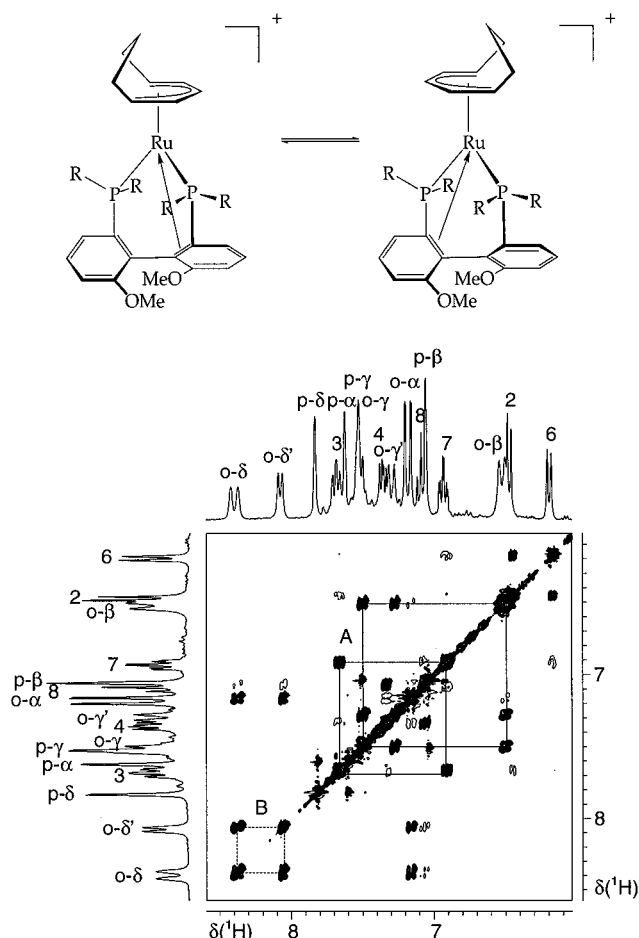 +
+
Ru
Ru
R
R
P
P
R
R
R
R
P
P
R
R
MeO
OMe
MeO
OMe
p-β
p-γ o-α
p-δ p-α o-γ 8 2
3 4 o-γ' 7 o-β 6
o-δ o-δ'
6
2
o-β
A
7
7
p-β
8
o-α
o-γ'
4
o-γ
p-γ
p-α
3
p-δ
B
8
o-δ'
o-δ
δ(¹H)
δ(¹H) 8 7